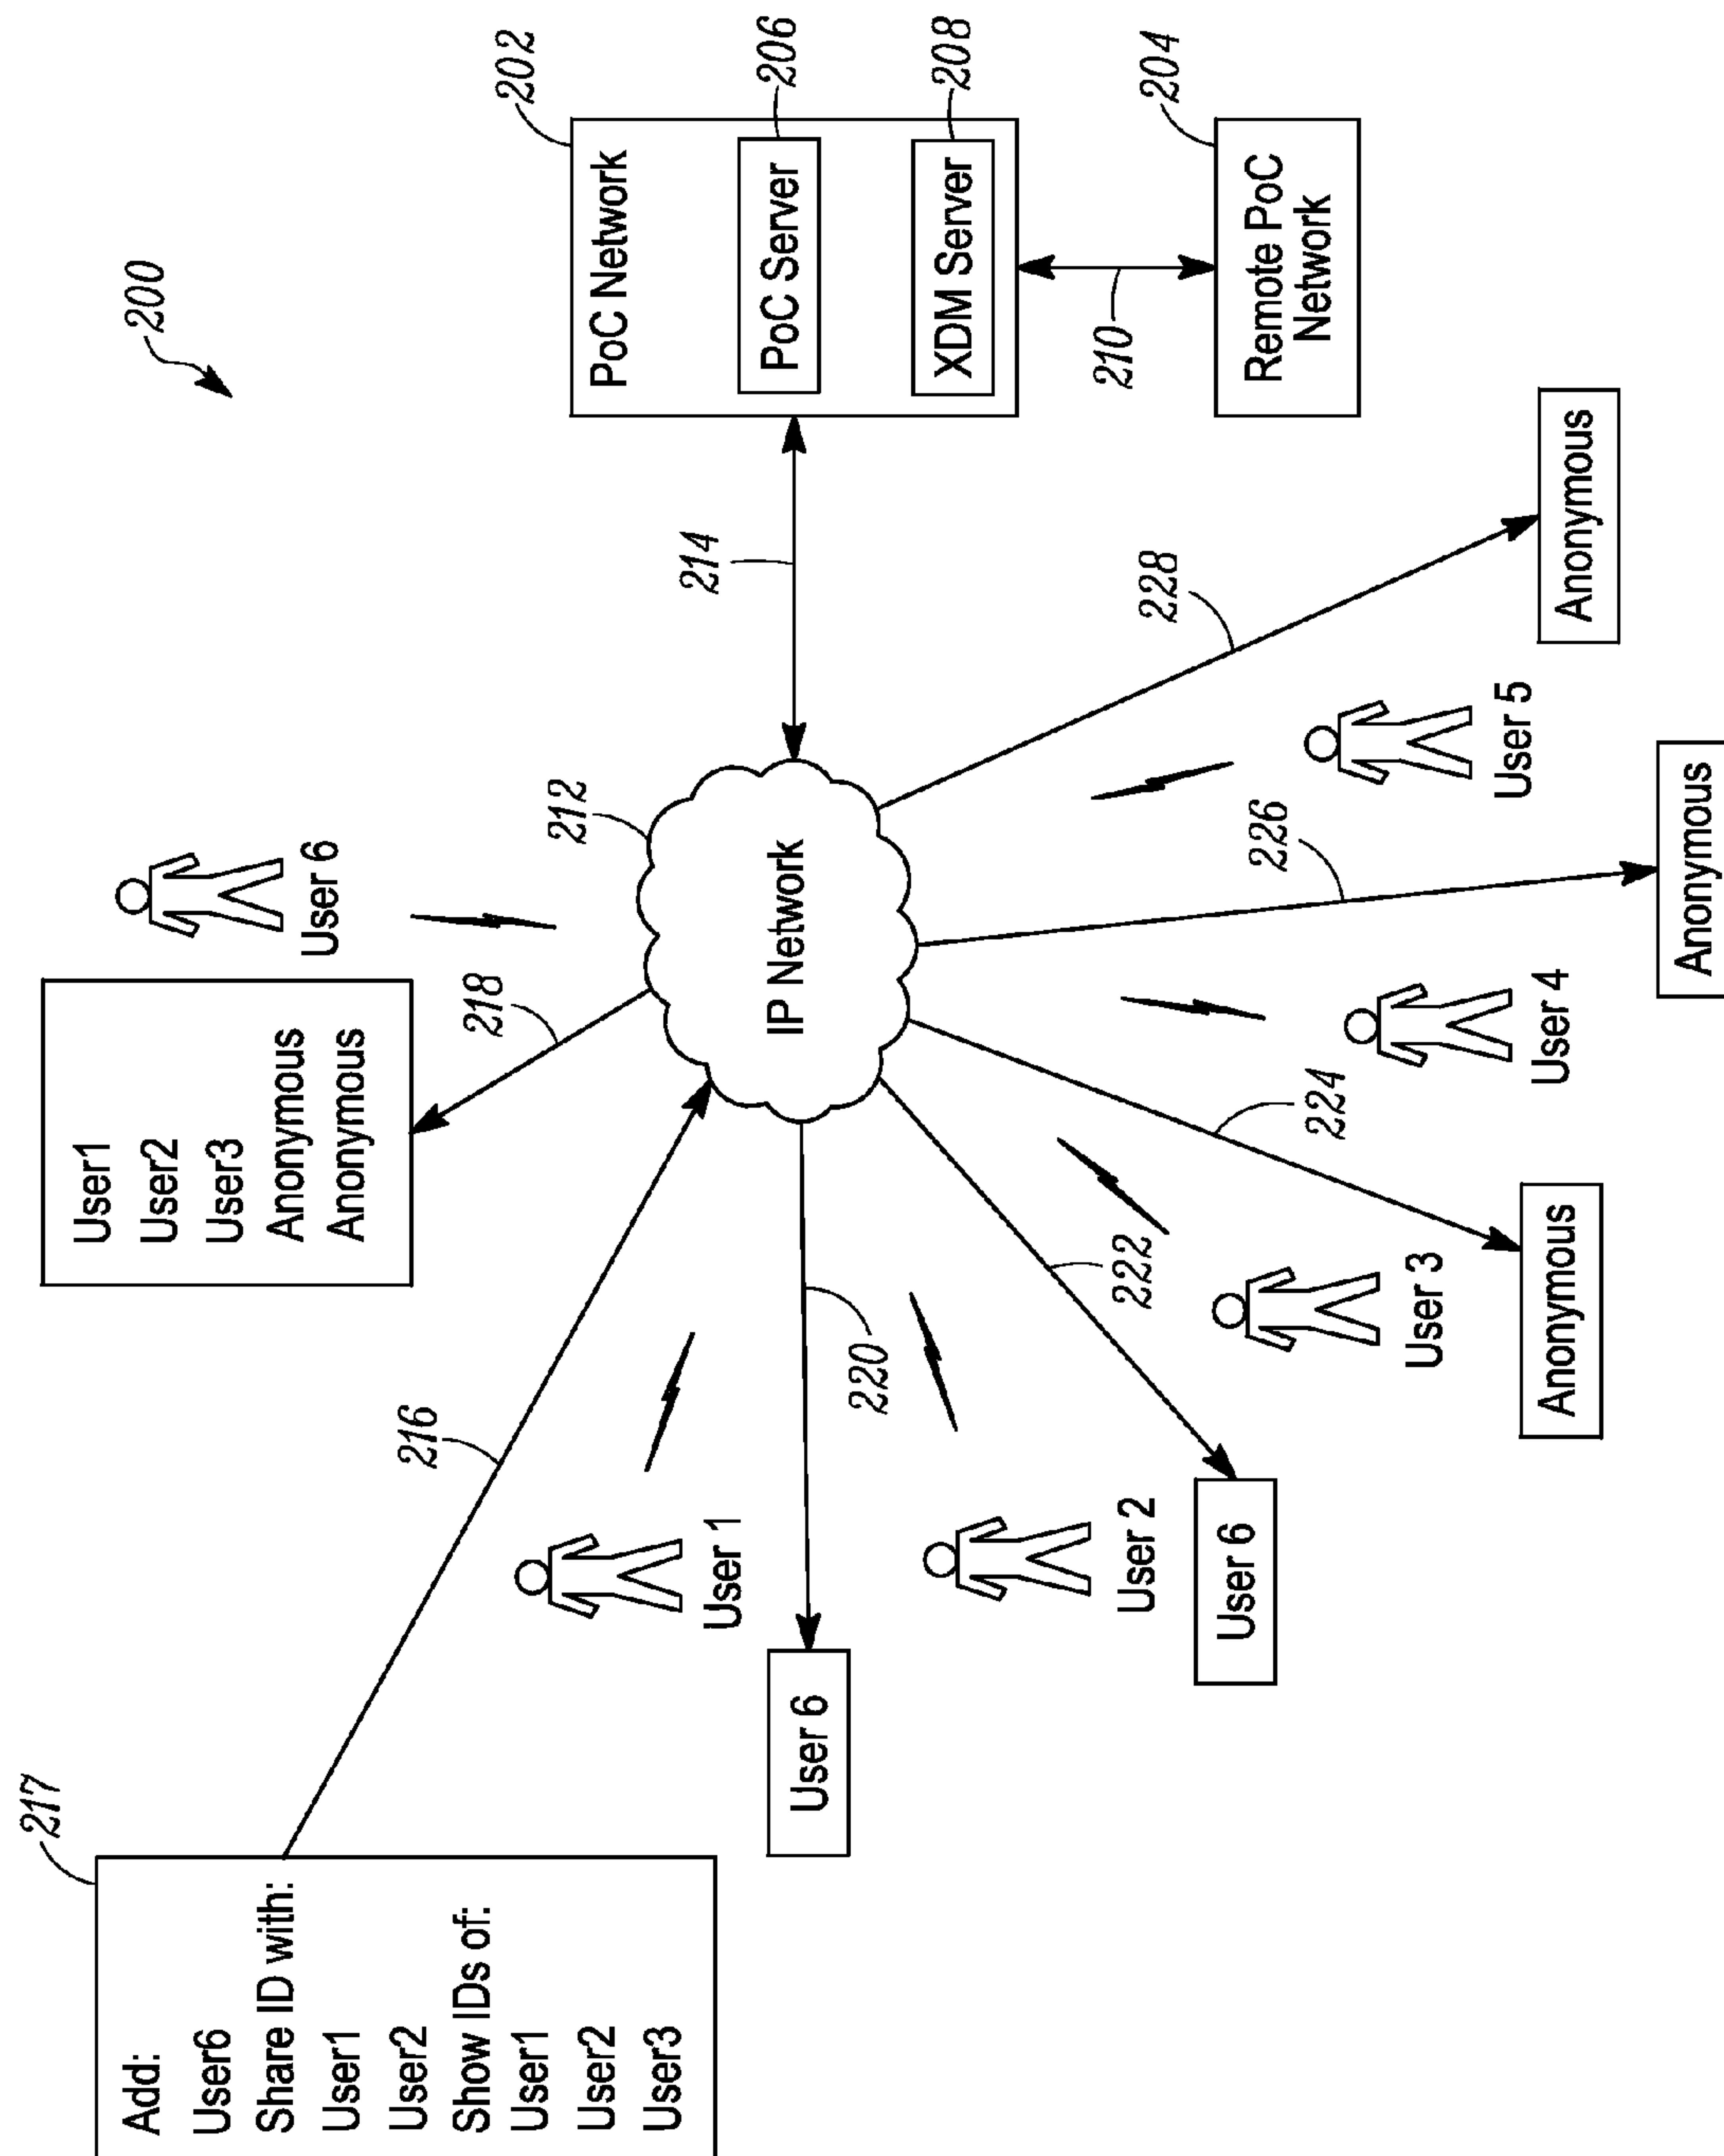 200
217
Add:
User6
Share ID with:
User1
User2
Show IDs of:
User1
User2
User3
216
User1
User2
User3
Anonymous
Anonymous
218
User 6
212
IP Network
214
202
PoC Network
PoC Server
206
XDM Server
208
210
204
Remote PoC
Network
User 1
220
User 6
User 2
222
User 6
User 3
224
Anonymous
User 4
226
Anonymous
User 5
228
Anonymous